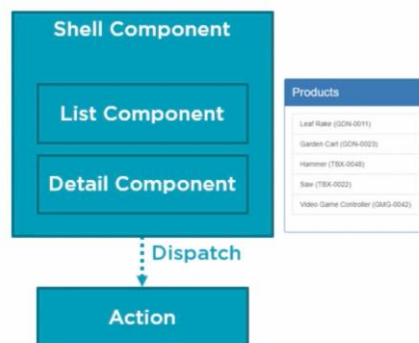 Shell Component
List Component
Detail Component
Dispatch
Action
Products
Leaf Rake (GDN-0011)
Garden Cart (GDN-0023)
Hammer (TBX-0048)
Saw (TBX-0022)
Video Game Controller (GMG-0042)